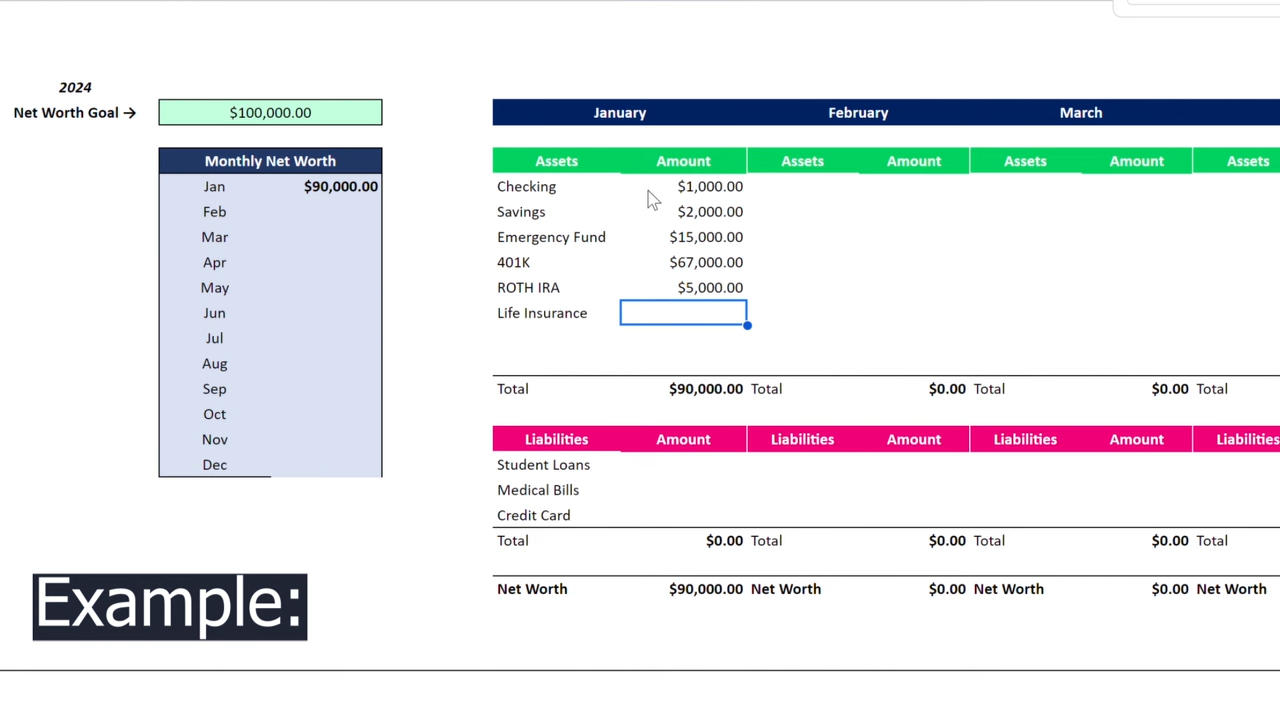 2024
Net Worth Goal → $100,000.00
January February March
Monthly Net Worth
Assets Amount Assets Amount Assets Amount Assets
Jan $90,000.00
Feb
Mar
Apr
May
Jun
Jul
Aug
Sep
Oct
Nov
Dec
Checking $1,000.00
Savings $2,000.00
Emergency Fund $15,000.00
401K $67,000.00
ROTH IRA $5,000.00
Life Insurance
Total $90,000.00 Total $0.00 Total $0.00 Total
Liabilities Amount Liabilities Amount Liabilities Amount Liabilities
Student Loans
Medical Bills
Credit Card
Total $0.00 Total $0.00 Total $0.00 Total
Net Worth $90,000.00 Net Worth $0.00 Net Worth $0.00 Net Worth
Example: